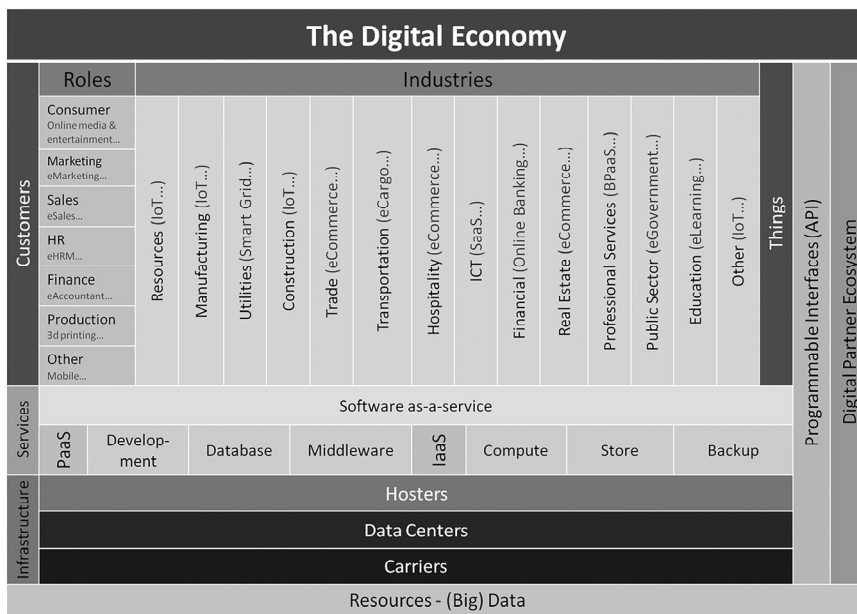 The Digital Economy
Customers
Roles
Industries
Things
Programmable Interfaces (API)
Digital Partner Ecosystem
Consumer
Online media &
entertainment...
Marketing
eMarketing...
Sales
eSales...
HR
eHRM...
Finance
eAccountant...
Production
3d printing...
Other
Mobile...
Resources (IoT...)
Manufacturing (IoT...)
Utilities (Smart Grid...)
Construction (IoT...)
Trade (eCommerce...)
Transportation (eCargo...)
Hospitality (eCommerce...)
ICT (SaaS...)
Financial (Online Banking...)
Real Estate (eCommerce...)
Professional Services (BPaaS...)
Public Sector (eGovernment...)
Education (eLearning...)
Other (IoT...)
Services
Software as-a-service
PaaS
Develop-
ment
Database
Middleware
IaaS
Compute
Store
Backup
Infrastructure
Hosters
Data Centers
Carriers
Resources - (Big) Data